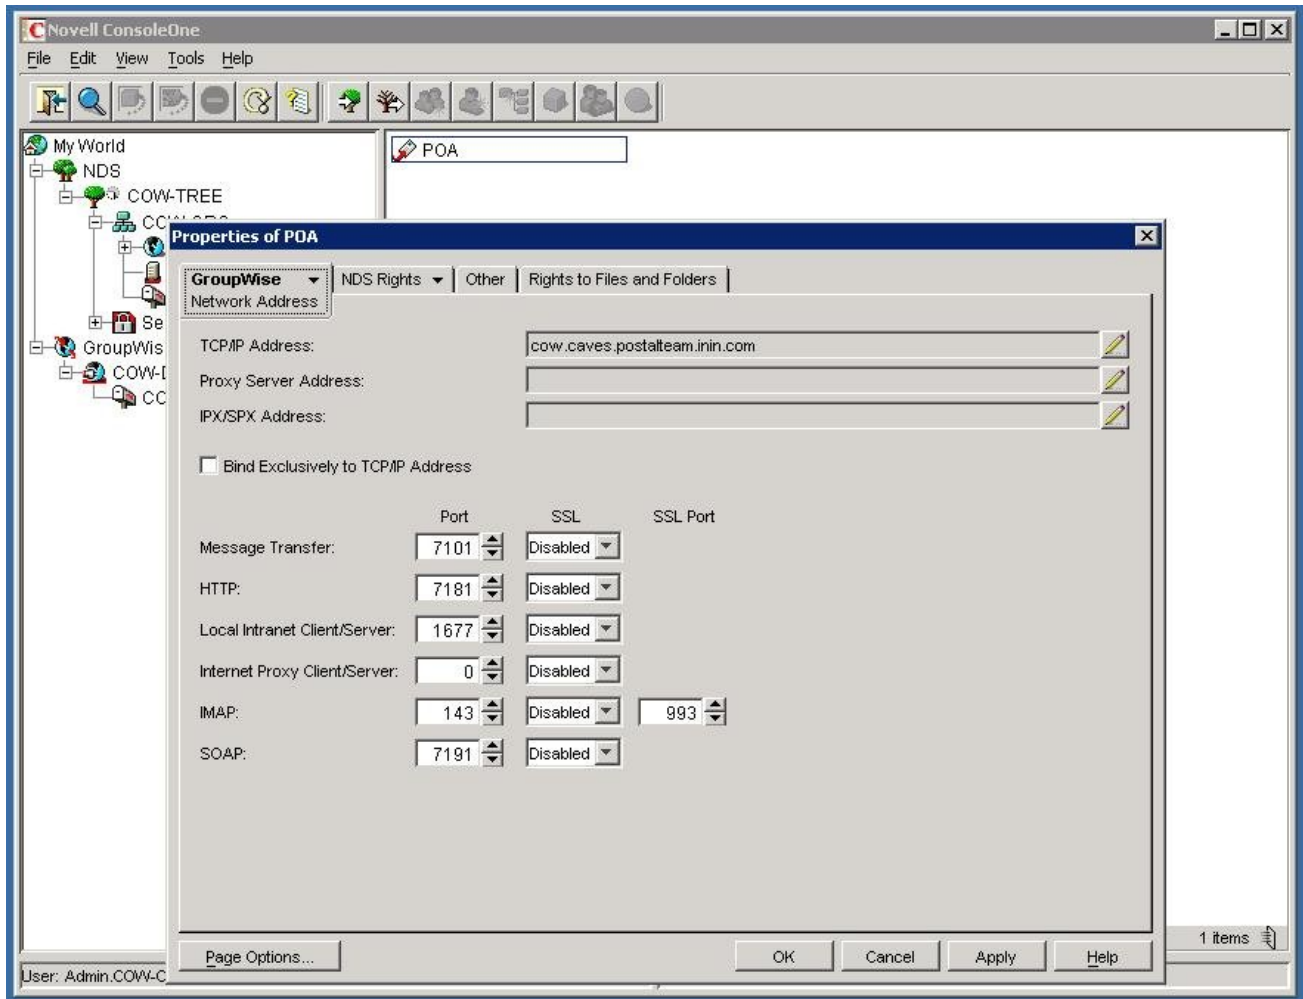 Novell ConsoleOne
File Edit View Tools Help
My World
NDS
COW-TREE
POA
Properties of POA
GroupWise NDS Rights Other Rights to Files and Folders
Network Address
TCP/IP Address: cow.caves.postalteam.inin.com
Proxy Server Address:
IPX/SPX Address:
Bind Exclusively to TCP/IP Address
Port SSL SSL Port
Message Transfer: 7101 Disabled
HTTP: 7181 Disabled
Local Intranet Client/Server: 1677 Disabled
Internet Proxy Client/Server: 0 Disabled
IMAP: 143 Disabled 993
SOAP: 7191 Disabled
Se
GroupWis
COW-
CC
Page Options... OK Cancel Apply Help
1 items
User: Admin.COW-C